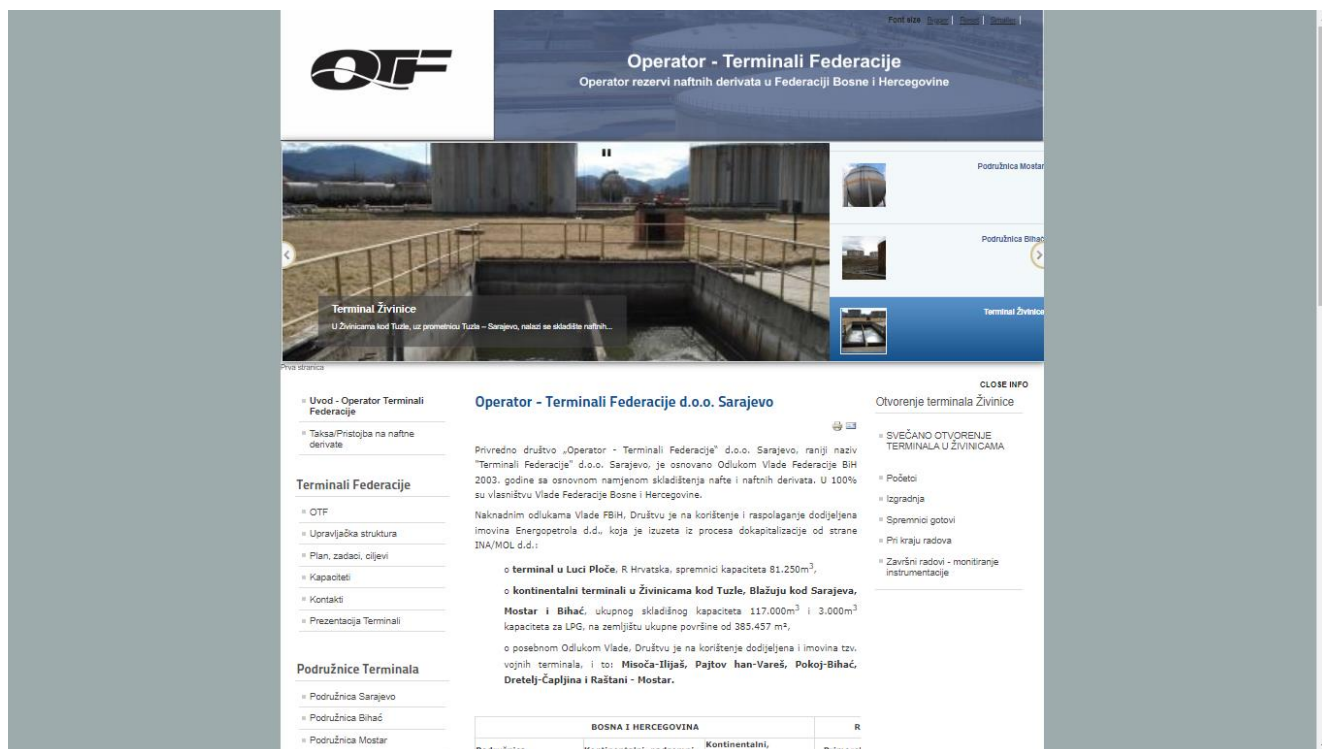 Font size Bigger | Reset | Smaller |
OTF
Operator - Terminali Federacije
Operator rezervi naftnih derivata u Federaciji Bosne i Hercegovine
Podružnica Mostar
Podružnica Bihać
Terminal Živinice
Terminal Živinice
U Živinicama kod Tuzle, uz prometnicu Tuzla – Sarajevo, nalazi se skladište naftnih...
Prva stranica
Uvod - Operator Terminali
Federacije
Taksa/Pristojba na naftne
derivate
Terminali Federacije
OTF
Upravljačka struktura
Plan, zadaci, ciljevi
Kapaciteti
Kontakti
Prezentacija Terminali
Podružnice Terminala
Podružnica Sarajevo
Podružnica Bihać
Podružnica Mostar
Operator - Terminali Federacije d.o.o. Sarajevo
Privredno društvo „Operator - Terminali Federacije" d.o.o. Sarajevo, raniji naziv
"Terminali Federacije" d.o.o. Sarajevo, je osnovano Odlukom Vlade Federacije BiH
2003. godine sa osnovnom namjenom skladištenja nafte i naftnih derivata. U 100%
su vlasništvu Vlade Federacije Bosne i Hercegovine.
Naknadnim odlukama Vlade FBiH, Društvu je na korištenje i raspolaganje dodijeljena
imovina Energopetrola d.d., koja je izuzeta iz procesa dokapitalizacije od strane
INA/MOL d.d.:
o terminal u Luci Ploče, R Hrvatska, spremnici kapaciteta 81.250m³,
o kontinentalni terminali u Živinicama kod Tuzle, Blažuju kod Sarajeva,
Mostar i Bihać, ukupnog skladišnog kapaciteta 117.000m³ i 3.000m³
kapaciteta za LPG, na zemljištu ukupne površine od 385.457 m²,
o posebnom Odlukom Vlade, Društvu je na korištenje dodijeljena i imovina tzv.
vojnih terminala, i to: Misoča-Ilijaš, Pajtov han-Vareš, Pokoj-Bihać,
Dretelj-Čapljina i Raštani - Mostar.
BOSNA I HERCEGOVINA
R
Kontinentalni,
CLOSE INFO
Otvorenje terminala Živinice
SVEČANO OTVORENJE
TERMINALA U ŽIVINICAMA
Početci
Izgradnja
Spremnici gotovi
Pri kraju radova
Završni radovi - monitiranje
instrumentacije